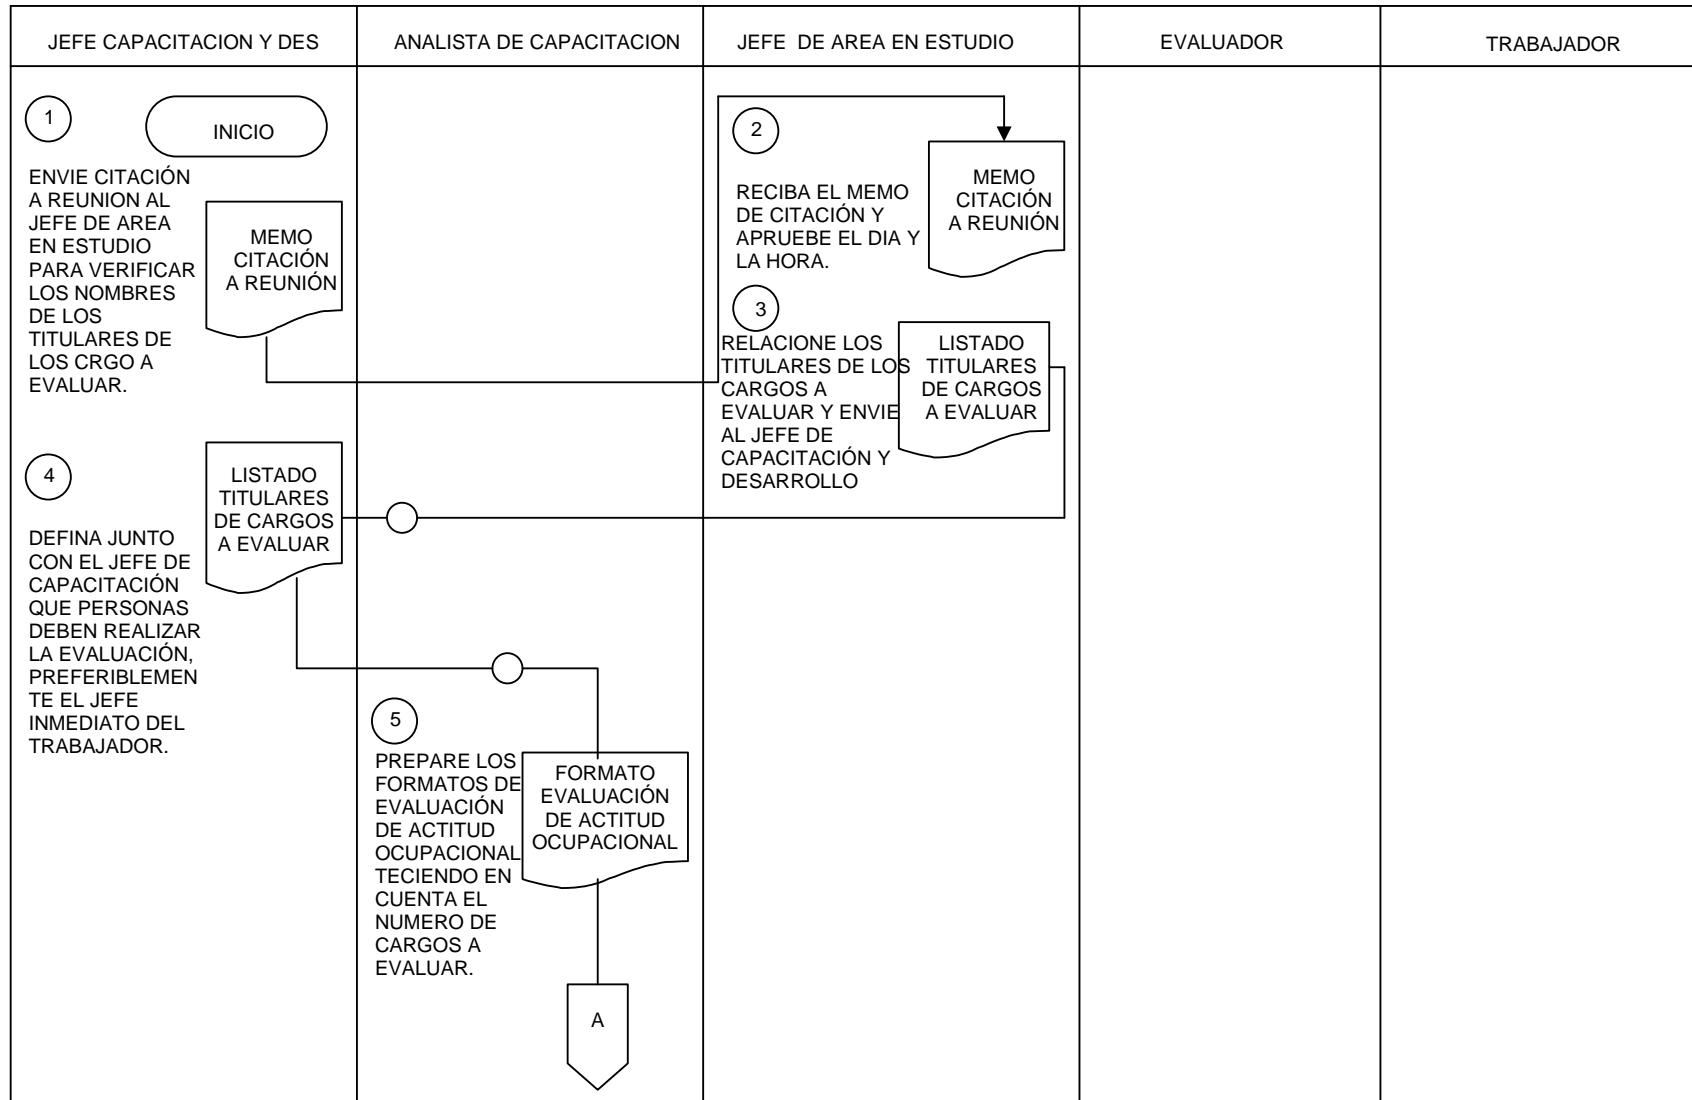 JEFE CAPACITACION Y DES
ANALISTA DE CAPACITACION
JEFE DE AREA EN ESTUDIO
EVALUADOR
TRABAJADOR
1
INICIO
ENVIE CITACIÓN
A REUNION AL
JEFE DE AREA
EN ESTUDIO
PARA VERIFICAR
LOS NOMBRES
DE LOS
TITULARES DE
LOS CRGO A
EVALUAR.
MEMO
CITACIÓN
A REUNIÓN
2
RECIBA EL MEMO
DE CITACIÓN Y
APRUEBE EL DIA Y
LA HORA.
MEMO
CITACIÓN
A REUNIÓN
3
RELACIONE LOS
TITULARES DE LOS
CARGOS A
EVALUAR Y ENVIE
AL JEFE DE
CAPACITACIÓN Y
DESARROLLO
LISTADO
TITULARES
DE CARGOS
A EVALUAR
4
DEFINA JUNTO
CON EL JEFE DE
CAPACITACIÓN
QUE PERSONAS
DEBEN REALIZAR
LA EVALUACIÓN,
PREFERIBLEMEN
TE EL JEFE
INMEDIATO DEL
TRABAJADOR.
LISTADO
TITULARES
DE CARGOS
A EVALUAR
5
PREPARE LOS
FORMATOS DE
EVALUACIÓN
DE ACTITUD
OCUPACIONAL
TECIENDO EN
CUENTA EL
NUMERO DE
CARGOS A
EVALUAR.
FORMATO
EVALUACIÓN
DE ACTITUD
OCUPACIONAL
A